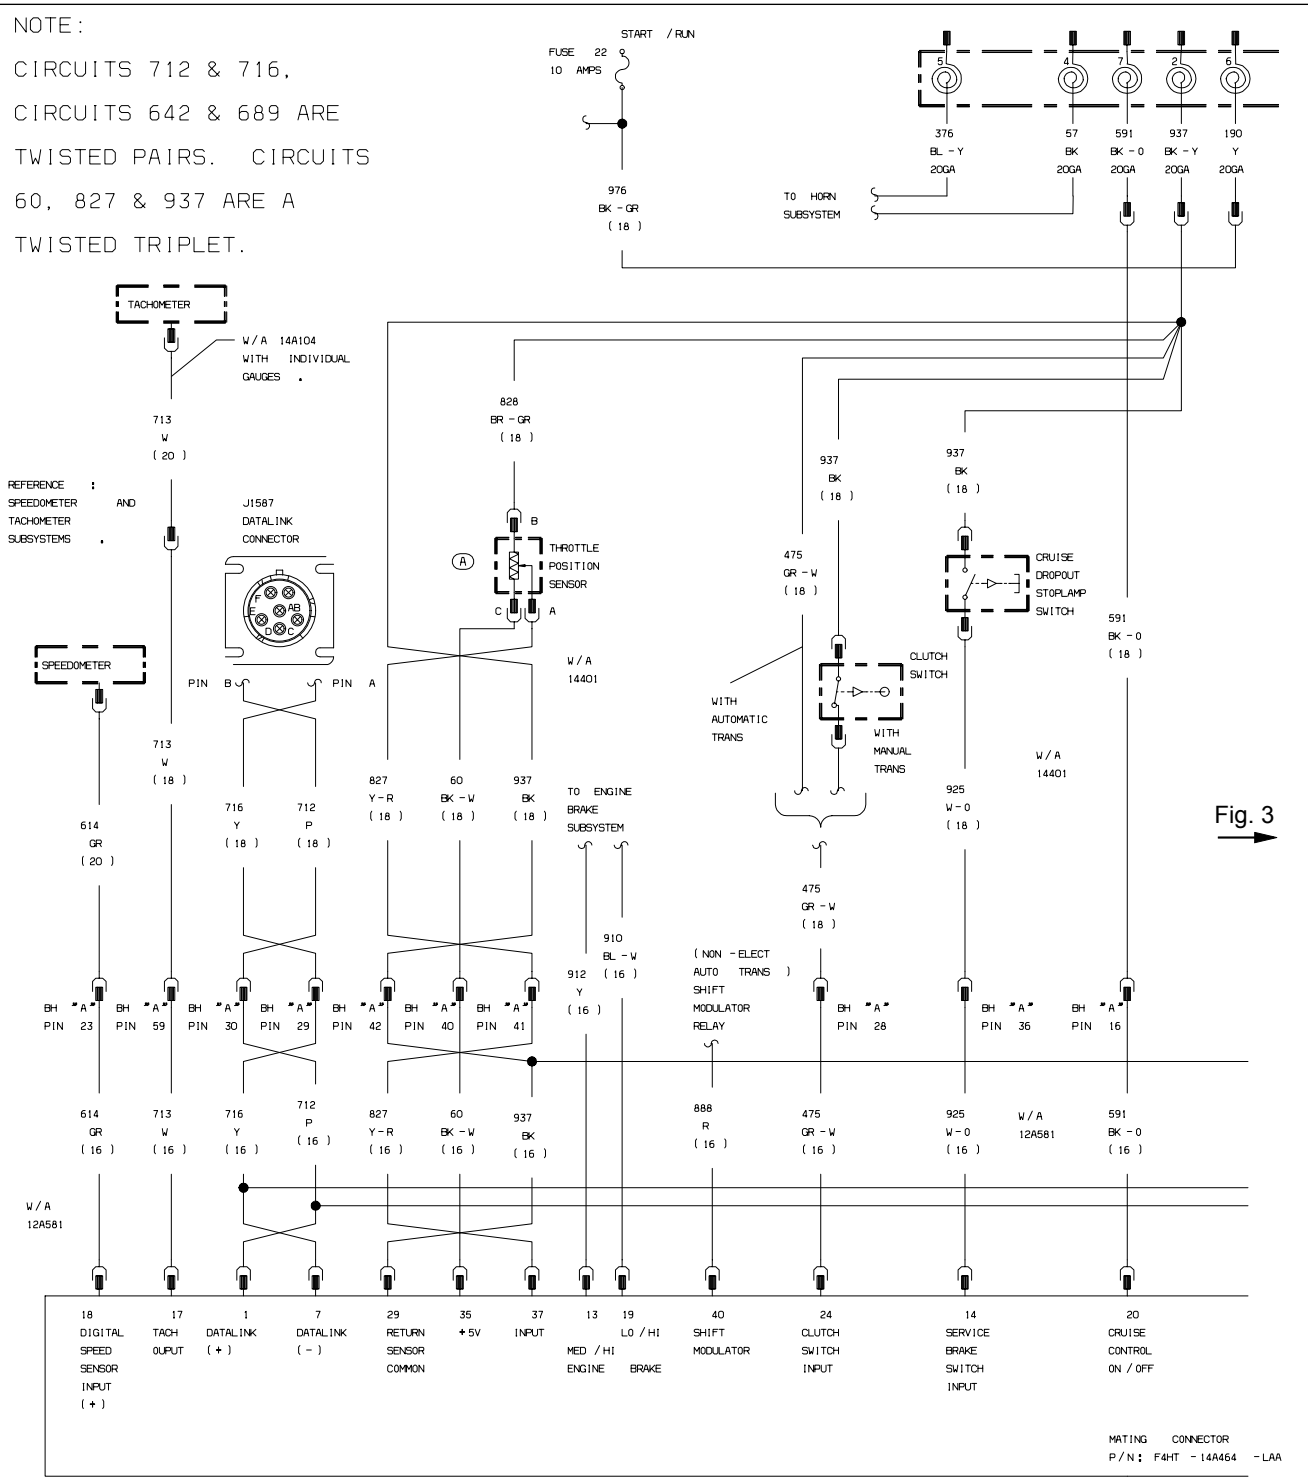 NOTE:
CIRCUITS 712 & 716,
CIRCUITS 642 & 689 ARE
TWISTED PAIRS. CIRCUITS
60, 827 & 937 ARE A
TWISTED TRIPLET.
START / RUN
FUSE 22
10 AMPS
5 4 7 2 6
376 57 591 937 190
BL - Y BK BK - O BK - Y Y
20GA 20GA 20GA 20GA 20GA
976
BK - GR
( 18 )
TO HORN
SUBSYSTEM
TACHOMETER
W / A 14A104
WITH INDIVIDUAL
GAUGES .
713
W
( 20 )
828
BR - GR
( 18 )
937
BK
( 18 )
937
BK
( 18 )
REFERENCE :
SPEEDOMETER AND
TACHOMETER
SUBSYSTEMS .
J1587
DATALINK
CONNECTOR
F
AB
E
D C
B
A
THROTTLE
POSITION
SENSOR
C A
475
GR - W
( 18 )
CRUISE
DROPOUT
STOPLAMP
SWITCH
591
BK - O
( 18 )
SPEEDOMETER
PIN B
PIN A
W / A
14401
CLUTCH
SWITCH
WITH
AUTOMATIC
TRANS
WITH
MANUAL
TRANS
W / A
14401
713
W
( 18 )
614
GR
( 20 )
716
Y
( 18 )
712
P
( 18 )
827
Y - R
( 18 )
60
BK - W
( 18 )
937
BK
( 18 )
TO ENGINE
BRAKE
SUBSYSTEM
925
W - O
( 18 )
Fig. 3
475
GR - W
( 18 )
910
BL - W
( 16 )
912
Y
( 16 )
( NON - ELECT
AUTO TRANS )
SHIFT
MODULATOR
RELAY
BH "A"
PIN 23
BH "A"
PIN 59
BH "A"
PIN 30
BH "A"
PIN 29
BH "A"
PIN 42
BH "A"
PIN 40
BH "A"
PIN 41
BH "A"
PIN 28
BH "A"
PIN 36
BH "A"
PIN 16
614
GR
( 16 )
713
W
( 16 )
716
Y
( 16 )
712
P
( 16 )
827
Y - R
( 16 )
60
BK - W
( 16 )
937
BK
( 16 )
888
R
( 16 )
475
GR - W
( 16 )
925
W - O
( 16 )
W / A
12A581
591
BK - O
( 16 )
W / A
12A581
18
DIGITAL
SPEED
SENSOR
INPUT
( + )
17
TACH
OUPUT
1
DATALINK
( + )
7
DATALINK
( - )
29
RETURN
SENSOR
COMMON
35
+ 5V
37
INPUT
13
MED / HI
ENGINE BRAKE
19
LO / HI
40
SHIFT
MODULATOR
24
CLUTCH
SWITCH
INPUT
14
SERVICE
BRAKE
SWITCH
INPUT
20
CRUISE
CONTROL
ON / OFF
MATING CONNECTOR
P / N : F4HT - 14A464 - LAA